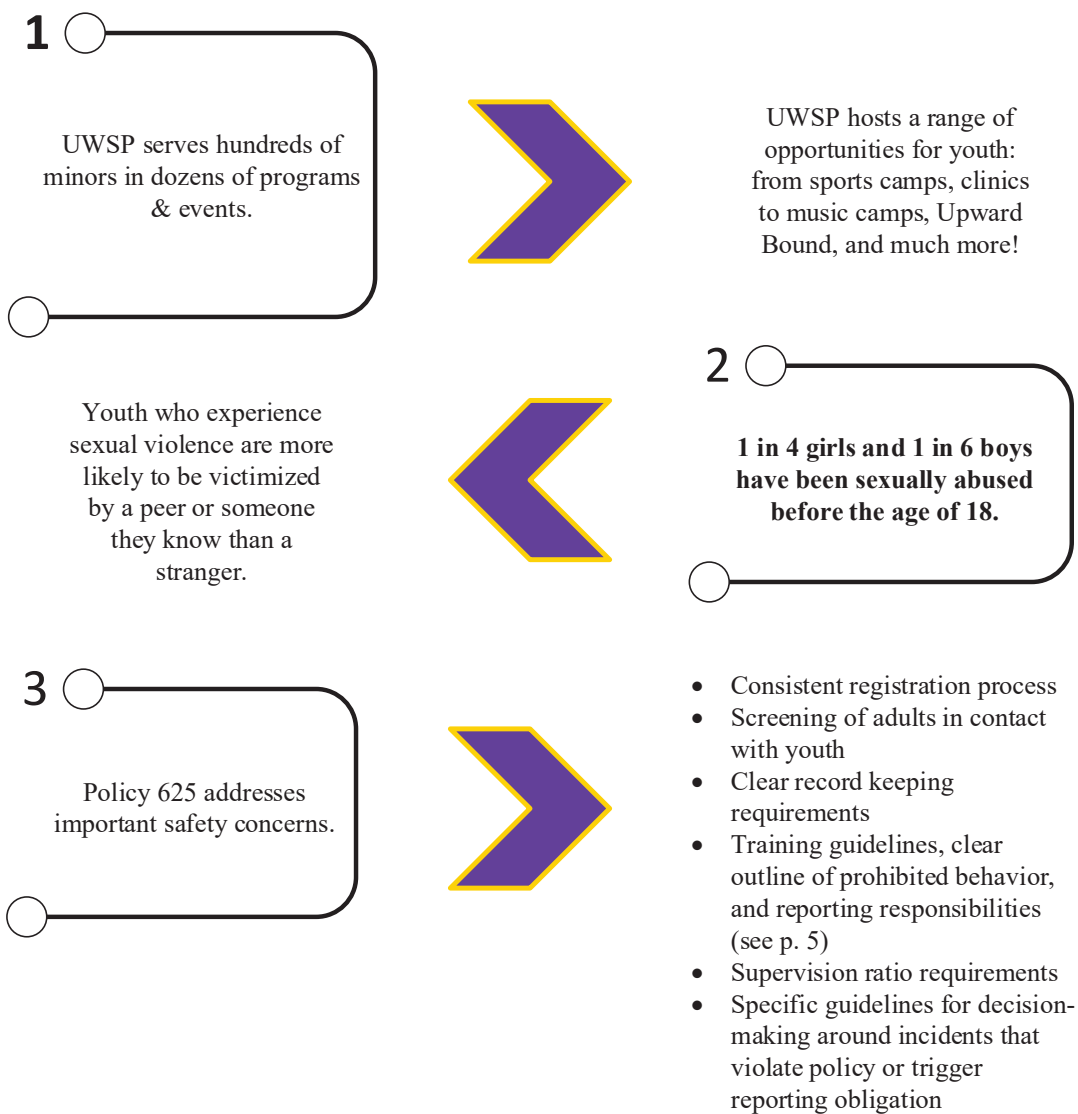 1
UWSP serves hundreds of
minors in dozens of programs
& events.
UWSP hosts a range of
opportunities for youth:
from sports camps, clinics
to music camps, Upward
Bound, and much more!
2
1 in 4 girls and 1 in 6 boys
have been sexually abused
before the age of 18.
Youth who experience
sexual violence are more
likely to be victimized
by a peer or someone
they know than a
stranger.
3
Policy 625 addresses
important safety concerns.
• Consistent registration process
• Screening of adults in contact
with youth
• Clear record keeping
requirements
• Training guidelines, clear
outline of prohibited behavior,
and reporting responsibilities
(see p. 5)
• Supervision ratio requirements
• Specific guidelines for decision-
making around incidents that
violate policy or trigger
reporting obligation